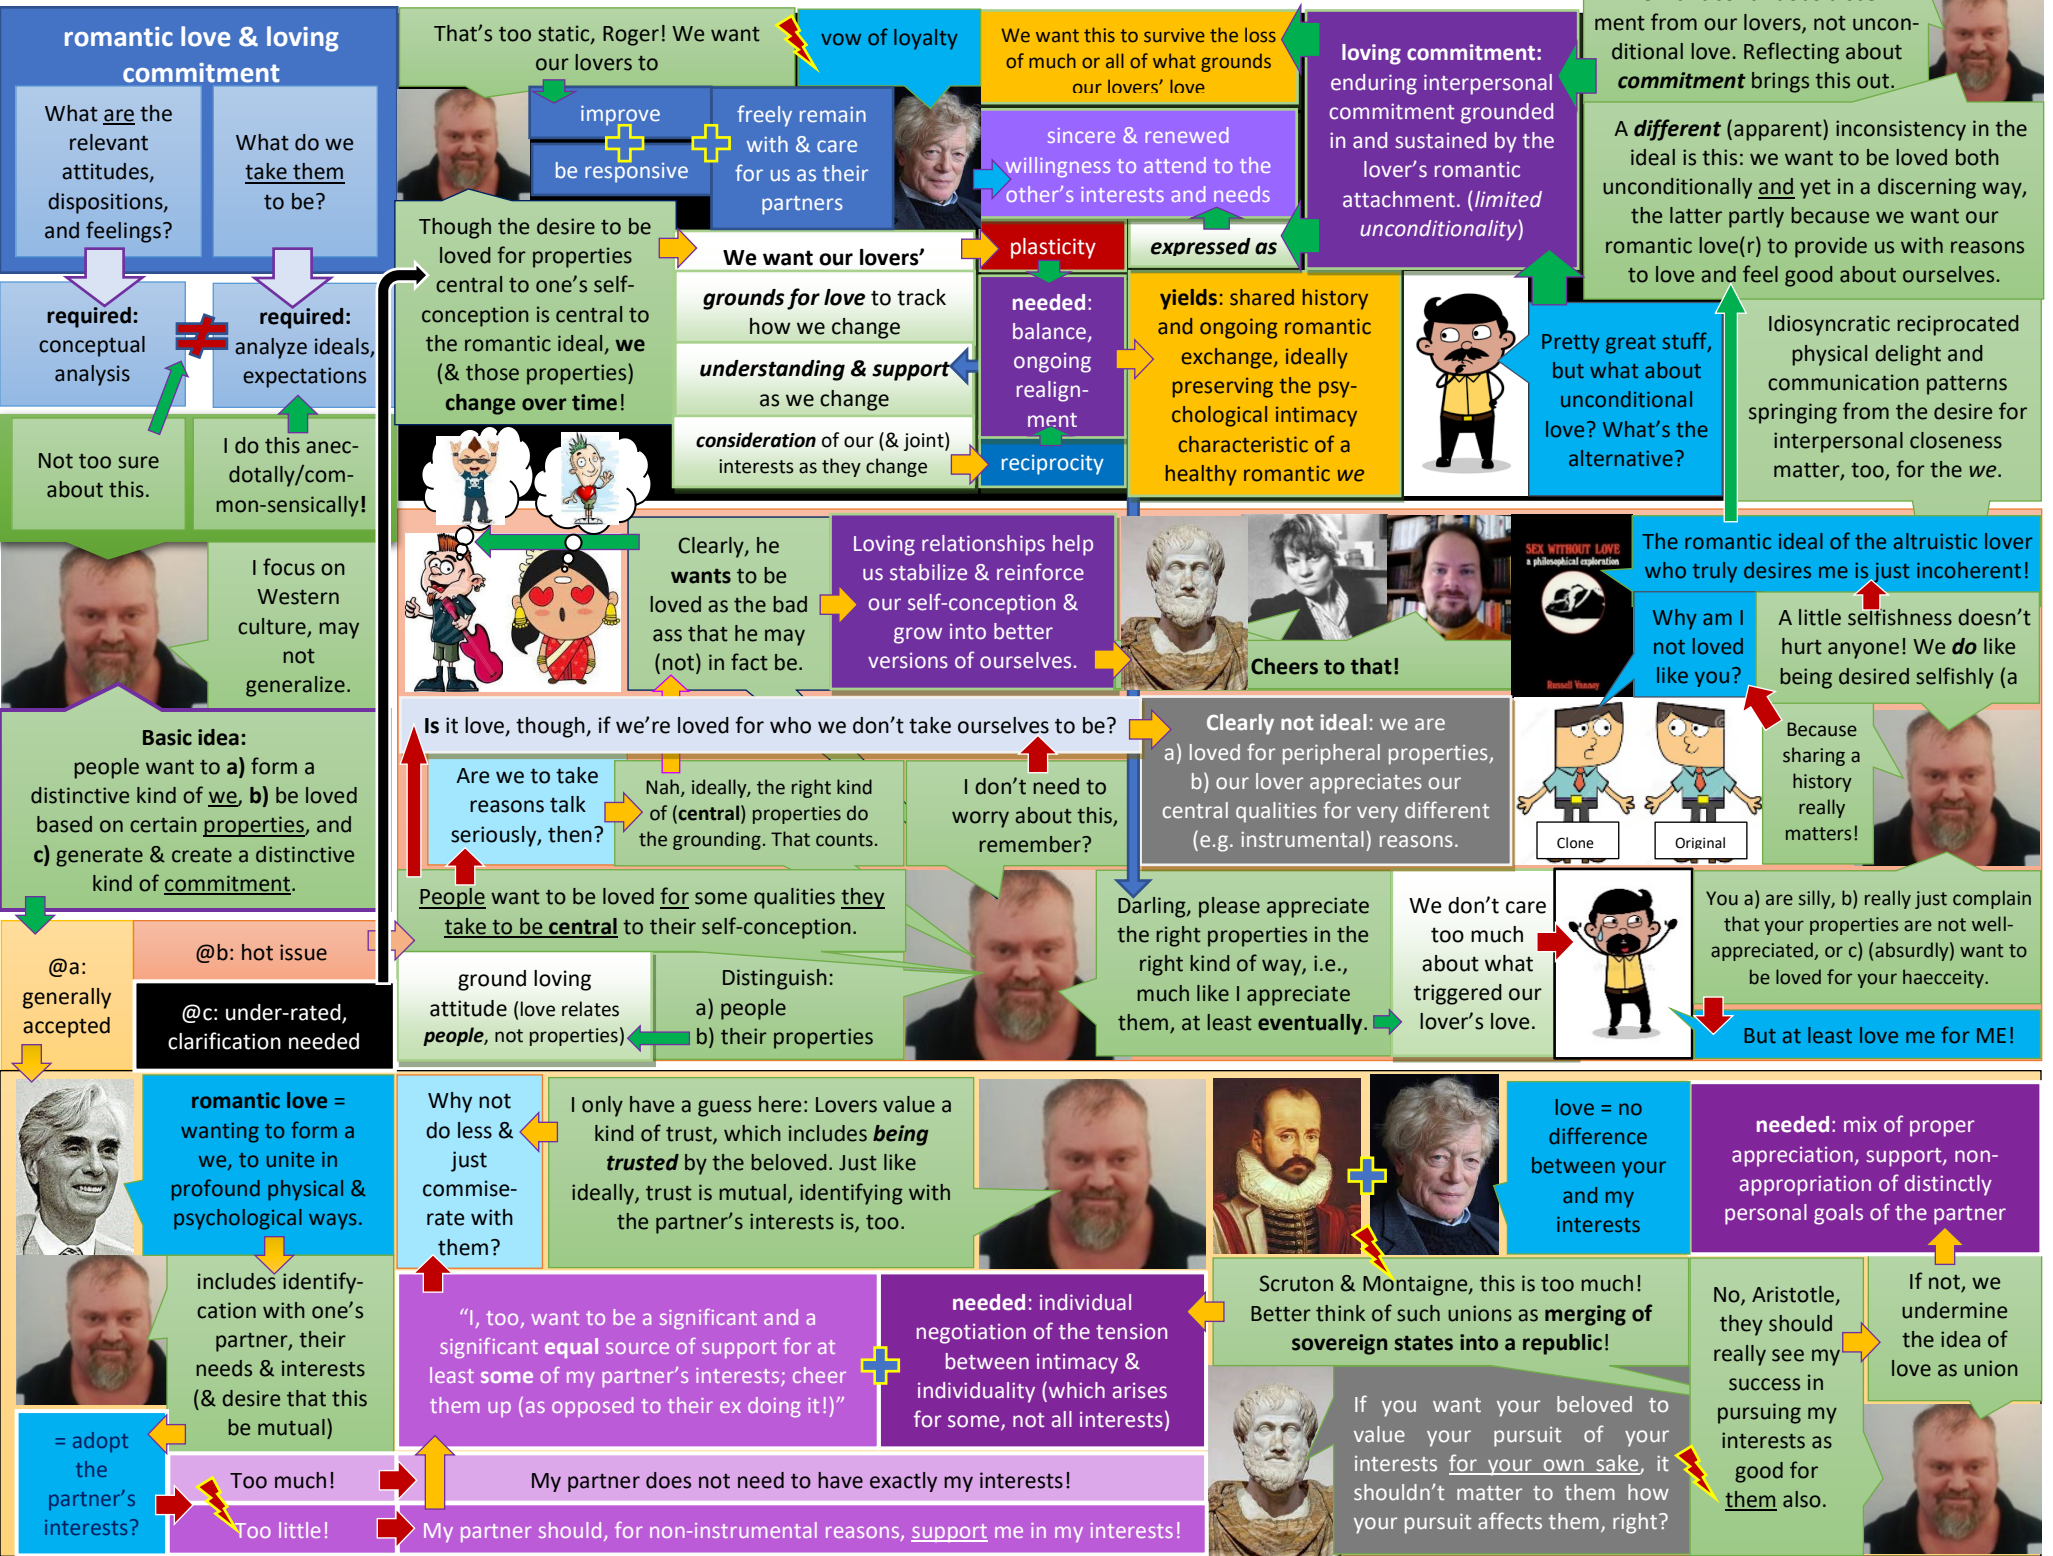 romantic love & loving
commitment
What are the
relevant
attitudes,
dispositions,
and feelings?
What do we
take them
to be?
required:
conceptual
analysis
required:
analyze ideals,
expectations
Not too sure
about this.
I do this anec-
dotally/com-
mon-sensically!
I focus on
Western
culture, may
not
generalize.
Basic idea:
people want to a) form a
distinctive kind of we, b) be loved
based on certain properties, and
c) generate & create a distinctive
kind of commitment.
@a:
generally
accepted
@b: hot issue
@c: under-rated,
clarification needed
That's too static, Roger! We want
our lovers to
vow of loyalty
improve
be responsive
freely remain
with & care
for us as their
partners
We want this to survive the loss
of much or all of what grounds
our lovers' love
sincere & renewed
willingness to attend to the
other's interests and needs
loving commitment:
enduring interpersonal
commitment grounded
in and sustained by the
lover's romantic
attachment. (limited
unconditionality)
ment from our lovers, not uncon-
ditional love. Reflecting about
commitment brings this out.
A different (apparent) inconsistency in the
ideal is this: we want to be loved both
unconditionally and yet in a discerning way,
the latter partly because we want our
romantic love(r) to provide us with reasons
to love and feel good about ourselves.
Though the desire to be
loved for properties
central to one's self-
conception is central to
the romantic ideal, we
(& those properties)
change over time!
We want our lovers'
grounds for love to track
how we change
understanding & support
as we change
consideration of our (& joint)
interests as they change
plasticity
expressed as
needed:
balance,
ongoing
realign-
ment
reciprocity
yields: shared history
and ongoing romantic
exchange, ideally
preserving the psy-
chological intimacy
characteristic of a
healthy romantic we
Pretty great stuff,
but what about
unconditional
love? What's the
alternative?
Idiosyncratic reciprocated
physical delight and
communication patterns
springing from the desire for
interpersonal closeness
matter, too, for the we.
Clearly, he
wants to be
loved as the bad
ass that he may
(not) in fact be.
Loving relationships help
us stabilize & reinforce
our self-conception &
grow into better
versions of ourselves.
Cheers to that!
SEX WITHOUT LOVE
a philosophical exploration
Russell Vannoy
The romantic ideal of the altruistic lover
who truly desires me is just incoherent!
Why am I
not loved
like you?
A little selfishness doesn't
hurt anyone! We do like
being desired selfishly (a
Is it love, though, if we're loved for who we don't take ourselves to be?
Clearly not ideal: we are
a) loved for peripheral properties,
b) our lover appreciates our
central qualities for very different
(e.g. instrumental) reasons.
Clone
Original
Because
sharing a
history
really
matters!
Are we to take
reasons talk
seriously, then?
Nah, ideally, the right kind
of (central) properties do
the grounding. That counts.
I don't need to
worry about this,
remember?
People want to be loved for some qualities they
take to be central to their self-conception.
ground loving
attitude (love relates
people, not properties)
Distinguish:
a) people
b) their properties
Darling, please appreciate
the right properties in the
right kind of way, i.e.,
much like I appreciate
them, at least eventually.
We don't care
too much
about what
triggered our
lover's love.
You a) are silly, b) really just complain
that your properties are not well-
appreciated, or c) (absurdly) want to
be loved for your haecceity.
But at least love me for ME!
romantic love =
wanting to form a
we, to unite in
profound physical &
psychological ways.
includes identify-
cation with one's
partner, their
needs & interests
(& desire that this
be mutual)
= adopt
the
partner's
interests?
Too much!
Too little!
My partner does not need to have exactly my interests!
My partner should, for non-instrumental reasons, support me in my interests!
Why not
do less &
just
commise-
rate with
them?
I only have a guess here: Lovers value a
kind of trust, which includes being
trusted by the beloved. Just like
ideally, trust is mutual, identifying with
the partner's interests is, too.
"I, too, want to be a significant and a
significant equal source of support for at
least some of my partner's interests; cheer
them up (as opposed to their ex doing it!)"
needed: individual
negotiation of the tension
between intimacy &
individuality (which arises
for some, not all interests)
love = no
difference
between your
and my
interests
needed: mix of proper
appreciation, support, non-
appropriation of distinctly
personal goals of the partner
Scruton & Montaigne, this is too much!
Better think of such unions as merging of
sovereign states into a republic!
If you want your beloved to
value your pursuit of your
interests for your own sake, it
shouldn't matter to them how
your pursuit affects them, right?
No, Aristotle,
they should
really see my
success in
pursuing my
interests as
good for
them also.
If not, we
undermine
the idea of
love as union